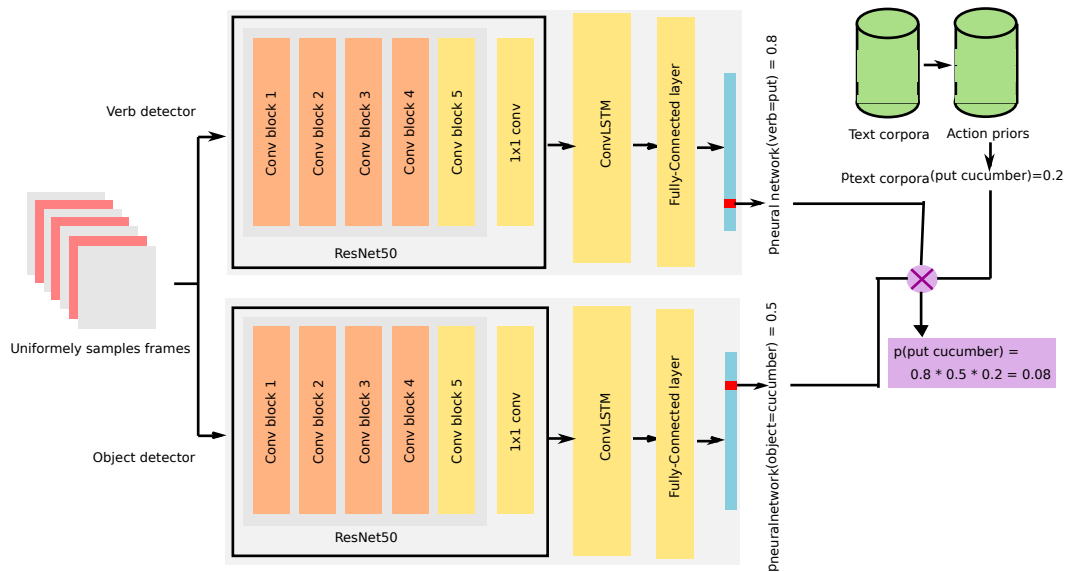 Verb detector
Conv block 1
Conv block 2
Conv block 3
Conv block 4
Conv block 5
1x1 conv
ResNet50
ConvLSTM
Fully-Connected layer
pneural network(verb=put) = 0.8
Text corpora
Action priors
Ptext corpora(put cucumber)=0.2
Uniformely samples frames
Object detector
Conv block 1
Conv block 2
Conv block 3
Conv block 4
Conv block 5
1x1 conv
ResNet50
ConvLSTM
Fully-Connected layer
pneuralnetwork(object=cucumber) = 0.5
p(put cucumber) =
0.8 * 0.5 * 0.2 = 0.08